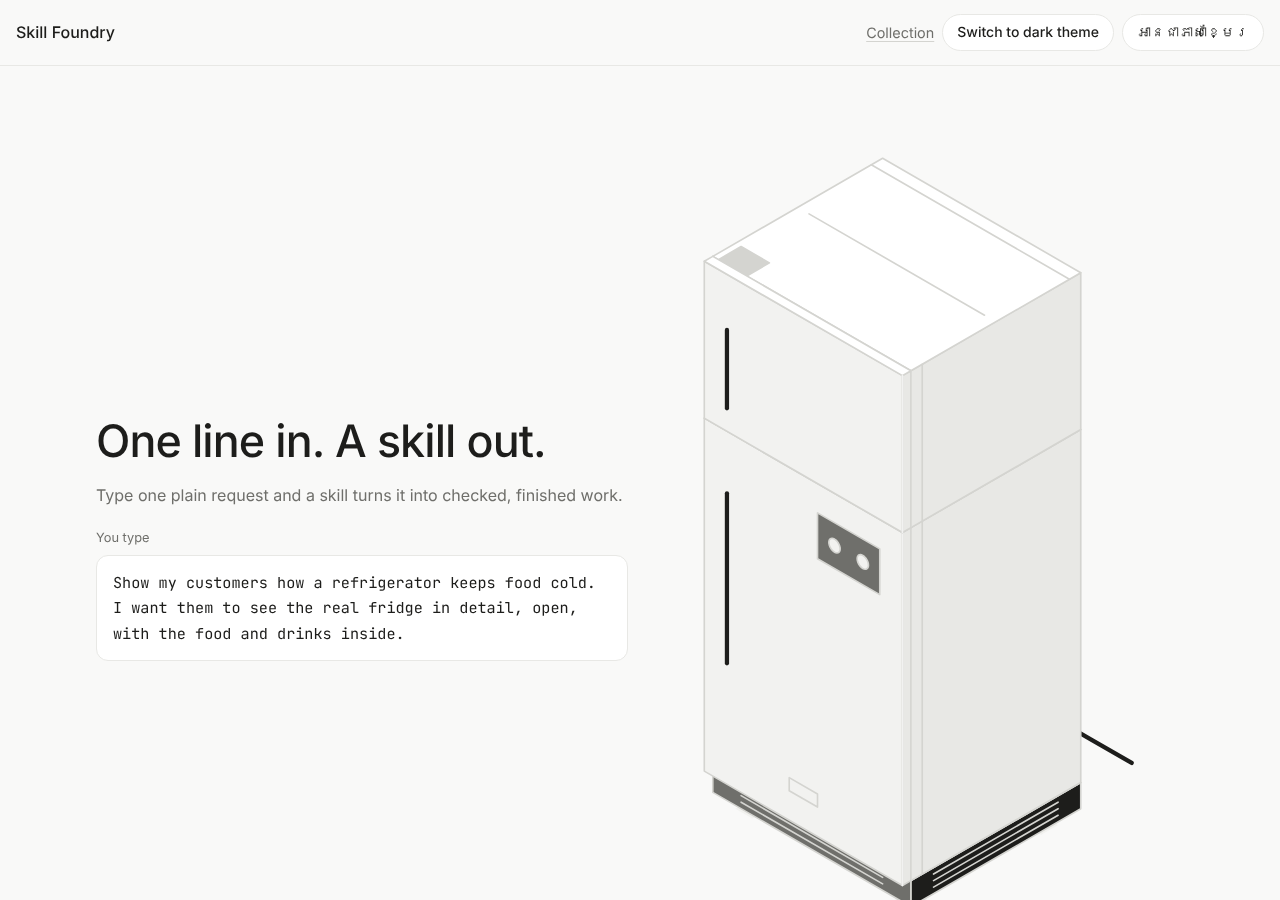 Skill Foundry
Collection
Switch to dark theme
អានជាភាសាខ្មែរ
One line in. A skill out.
Type one plain request and a skill turns it into checked, finished work.
You type
Show my customers how a refrigerator keeps food cold.
I want them to see the real fridge in detail, open,
with the food and drinks inside.